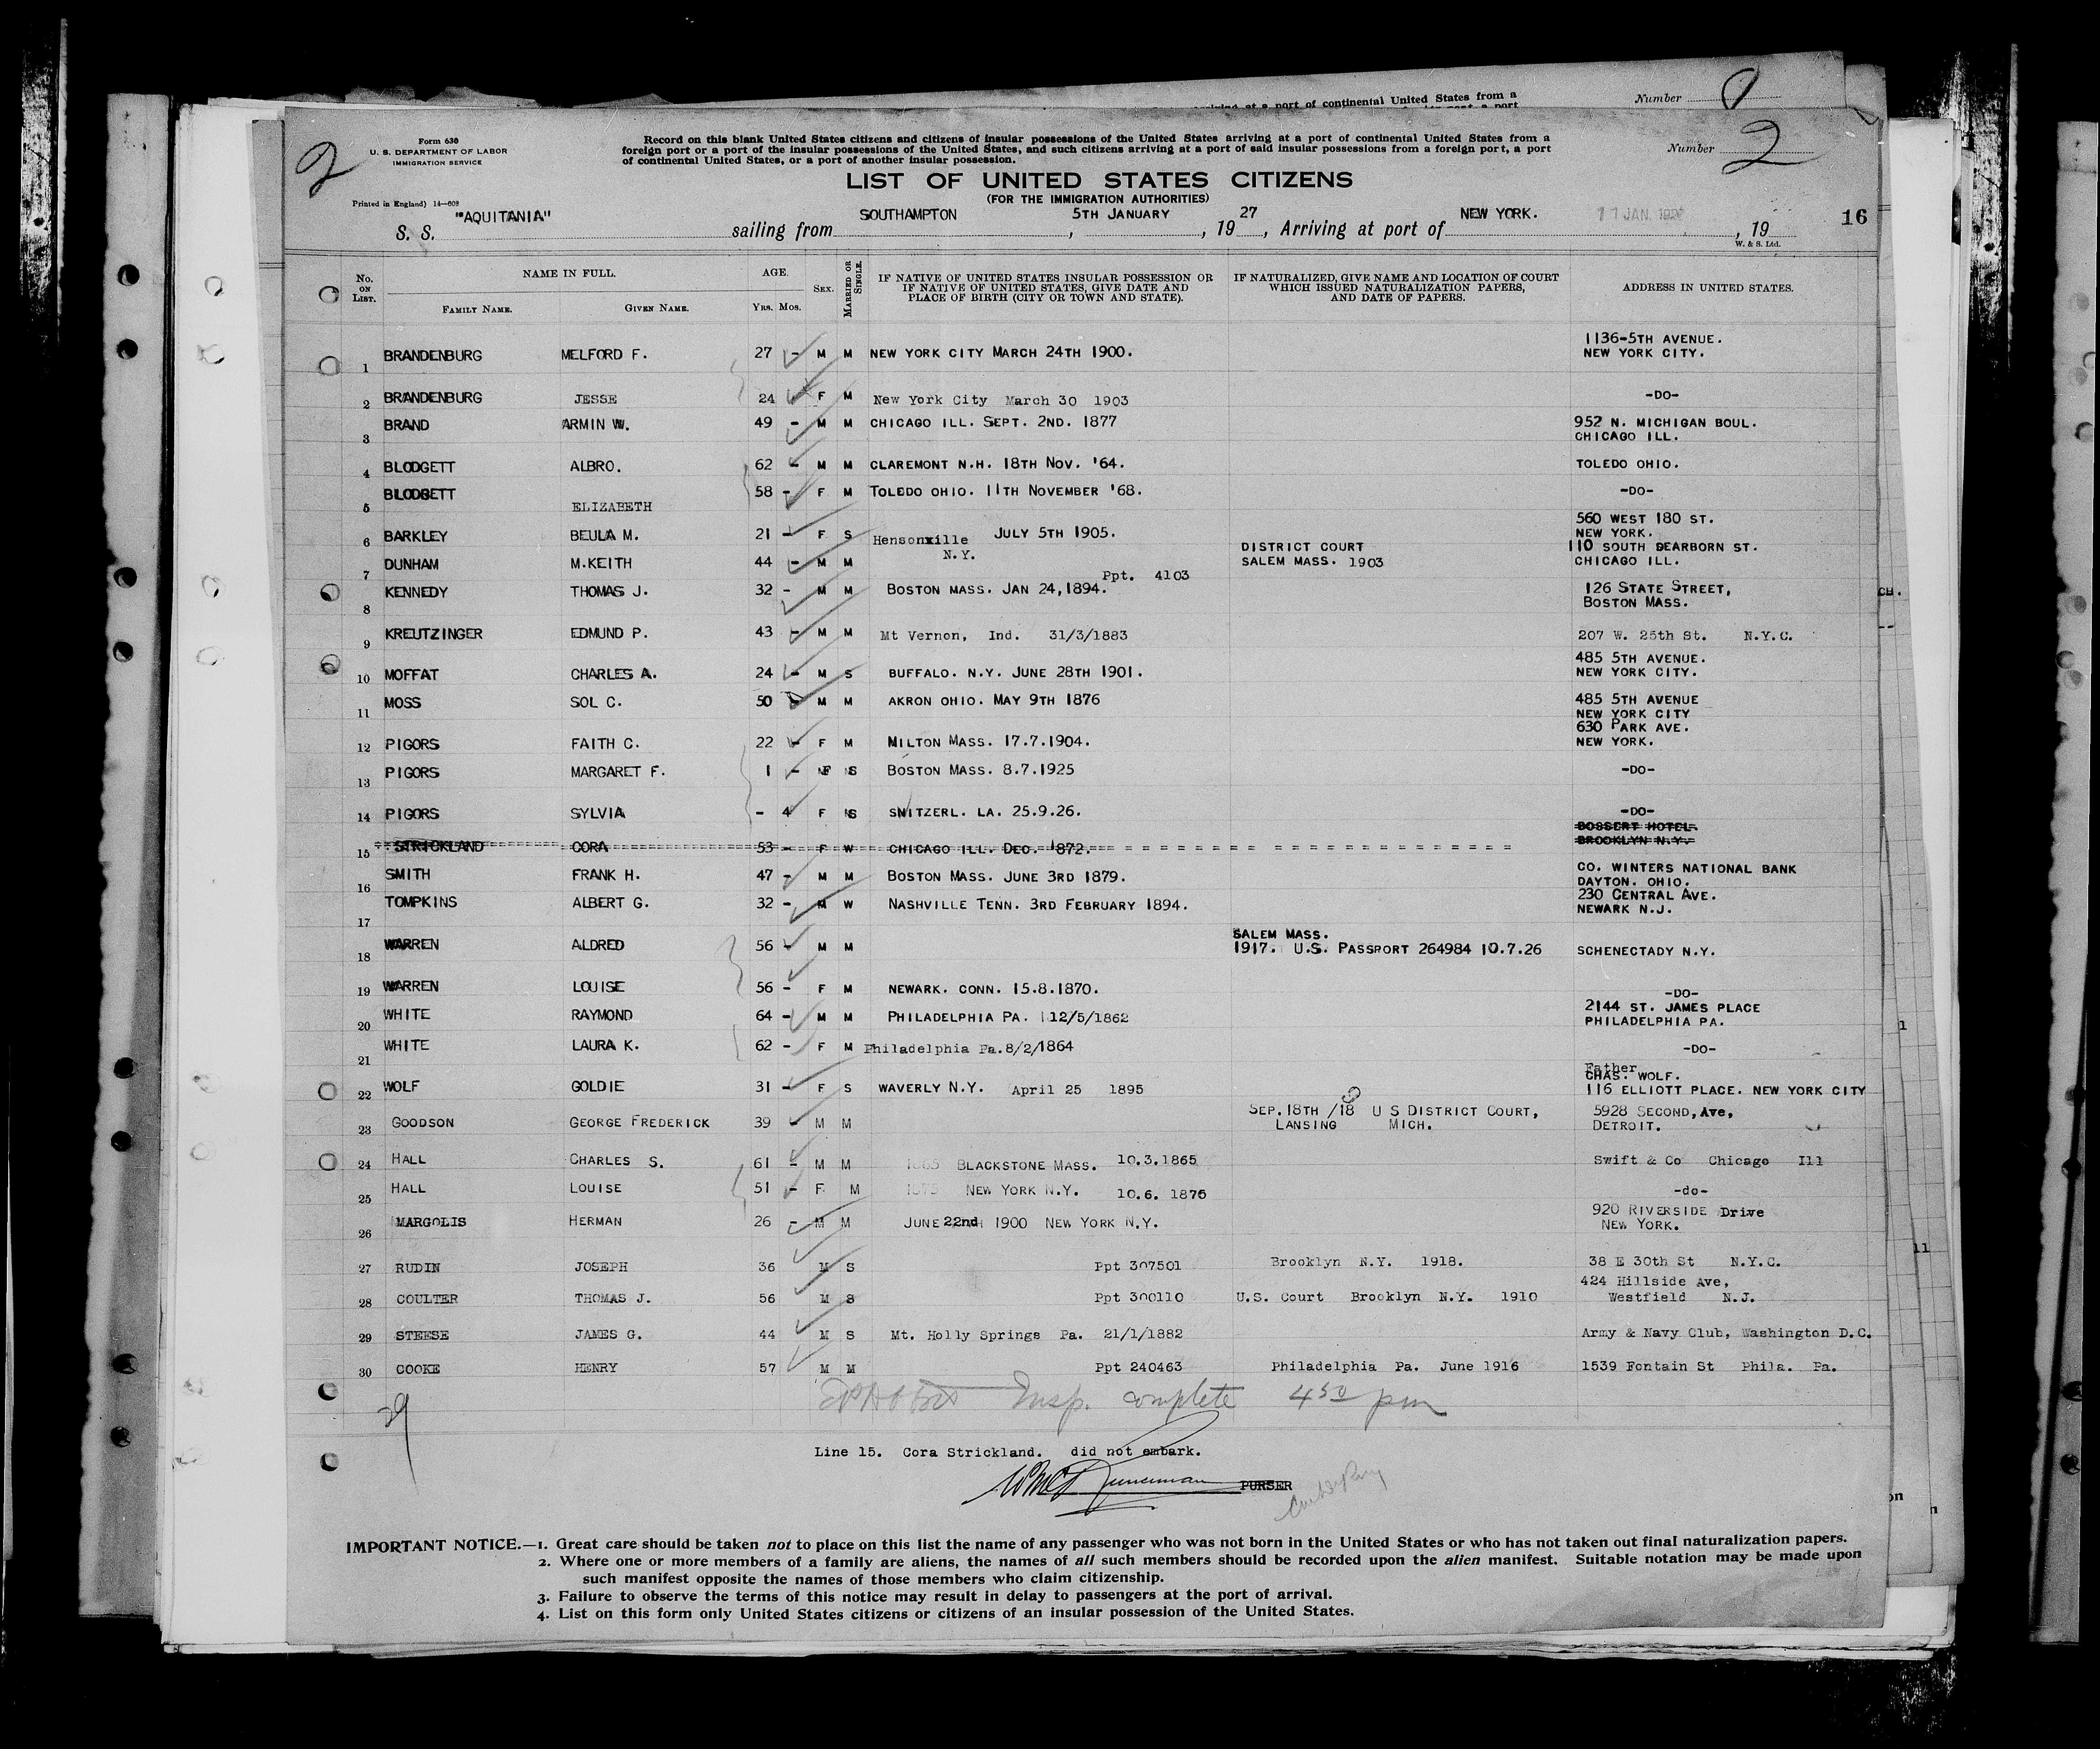 rriving at a port of continental United States from a
Number 1
Form 630
U. S. DEPARTMENT OF LABOR
IMMIGRATION SERVICE
2
Record on this blank United States citizens and citizens of insular possessions of the United States arriving at a port of continental United States from a
foreign port or a port of the insular possessions of the United States, and such citizens arriving at a port of said insular possessions from a foreign port, a port
of continental United States, or a port of another insular possession.
Number 2
LIST OF UNITED STATES CITIZENS
(FOR THE IMMIGRATION AUTHORITIES)
Printed in England) 14—608
S. S. "AQUITANIA" sailing from SOUTHAMPTON, 5TH JANUARY, 1927, Arriving at port of NEW YORK. 11 JAN. 192, 19
16
W. & S. Ltd.
No. ON LIST. NAME IN FULL. FAMILY NAME. GIVEN NAME. AGE. YRS. MOS. SEX. MARRIED OR SINGLE. IF NATIVE OF UNITED STATES INSULAR POSSESSION OR IF NATIVE OF UNITED STATES, GIVE DATE AND PLACE OF BIRTH (CITY OR TOWN AND STATE). IF NATURALIZED, GIVE NAME AND LOCATION OF COURT WHICH ISSUED NATURALIZATION PAPERS, AND DATE OF PAPERS. ADDRESS IN UNITED STATES.
1 BRANDENBURG MELFORD F. 27 - M M NEW YORK CITY MARCH 24TH 1900. 1136-5TH AVENUE. NEW YORK CITY.
2 BRANDENBURG JESSE 24 F M New York City March 30 1903 -DO-
3 BRAND ARMIN W. 49 - M M CHICAGO ILL. SEPT. 2ND. 1877 952 N. MICHIGAN BOUL. CHICAGO ILL.
4 BLODGETT ALBRO. 62 - M M CLAREMONT N.H. 18TH NOV. '64. TOLEDO OHIO.
5 BLODGETT ELIZABETH 58 - F M TOLEDO OHIO. 11TH NOVEMBER '68. -DO-
6 BARKLEY BEULA M. 21 - F S Hensonxille N.Y. JULY 5TH 1905. 560 WEST 180 ST. NEW YORK.
7 DUNHAM M.KEITH 44 - M M Ppt. 4103 DISTRICT COURT SALEM MASS. 1903 110 SOUTH DEARBORN ST. CHICAGO ILL.
8 KENNEDY THOMAS J. 32 - M M BOSTON MASS. JAN 24,1894. 126 STATE STREET, BOSTON MASS.
9 KREUTZINGER EDMUND P. 43 - M M Mt Vernon, Ind. 31/3/1883 207 W. 25th St. N.Y.C.
10 MOFFAT CHARLES A. 24 - M S BUFFALO. N.Y. JUNE 28TH 1901. 485 5TH AVENUE. NEW YORK CITY.
11 MOSS SOL C. 50 M M AKRON OHIO. MAY 9TH 1876 485 5TH AVENUE NEW YORK CITY
12 PIGORS FAITH C. 22 - F M MILTON MASS. 17.7.1904. 630 PARK AVE. NEW YORK.
13 PIGORS MARGARET F. 1 - F S BOSTON MASS. 8.7.1925 -DO-
14 PIGORS SYLVIA - 4 F S SWITZERL. LA. 25.9.26. -DO-
15 STRICKLAND CORA 53 - F W CHICAGO ILL. DEC. 1872. BOSSERT HOTEL. BROOKLYN N.Y.
16 SMITH FRANK H. 47 - M M BOSTON MASS. JUNE 3RD 1879. CO. WINTERS NATIONAL BANK DAYTON. OHIO.
17 TOMPKINS ALBERT G. 32 - M W NASHVILLE TENN. 3RD FEBRUARY 1894. 230 CENTRAL AVE. NEWARK N.J.
18 WARREN ALDRED 56 - M M SALEM MASS. 1917. U.S. PASSPORT 264984 10.7.26 SCHENECTADY N.Y.
19 WARREN LOUISE 56 - F M NEWARK. CONN. 15.8.1870. -DO-
20 WHITE RAYMOND 64 - M M PHILADELPHIA PA. 12/5/1862 2144 ST. JAMES PLACE PHILADELPHIA PA.
21 WHITE LAURA K. 62 - F M Philadelphia Pa.8/2/1864 -DO-
22 WOLF GOLDIE 31 - F S WAVERLY N.Y. April 25 1895 Father CHAS. WOLF. 116 ELLIOTT PLACE. NEW YORK CITY
23 GOODSON GEORGE FREDERICK 39 - M M SEP.18TH /18 U S DISTRICT COURT, LANSING MICH. 5928 SECOND, Ave, DETROIT.
24 HALL CHARLES S. 61 - M M 1865 BLACKSTONE MASS. 10.3.1865 Swift & Co Chicago Ill
25 HALL LOUISE 51 - F M 1875 NEW YORK N.Y. 10.6. 1875 -do-
26 MARGOLIS HERMAN 26 - M M JUNE 22nd 1900 NEW YORK N.Y. 920 RIVERSIDE Drive NEW YORK.
27 RUDIN JOSEPH 36 M S Ppt 307501 Brooklyn N.Y. 1918. 38 E 30th St N.Y.C.
28 COULTER THOMAS J. 56 M S Ppt 300110 U.S. Court Brooklyn N.Y. 1910 424 Hillside Ave, Westfield N.J.
29 STEESE JAMES G. 44 M S Mt. Holly Springs Pa. 21/1/1882 Army & Navy Club, Washington D.C.
30 COOKE HENRY 57 M M Ppt 240463 Philadelphia Pa. June 1916 1539 Fontain St Phila. Pa.
29
Insp. complete 4 50 pm
Line 15. Cora Strickland. did not embark.
PURSER
IMPORTANT NOTICE.—1. Great care should be taken not to place on this list the name of any passenger who was not born in the United States or who has not taken out final naturalization papers.
2. Where one or more members of a family are aliens, the names of all such members should be recorded upon the alien manifest. Suitable notation may be made upon
such manifest opposite the names of those members who claim citizenship.
3. Failure to observe the terms of this notice may result in delay to passengers at the port of arrival.
4. List on this form only United States citizens or citizens of an insular possession of the United States.